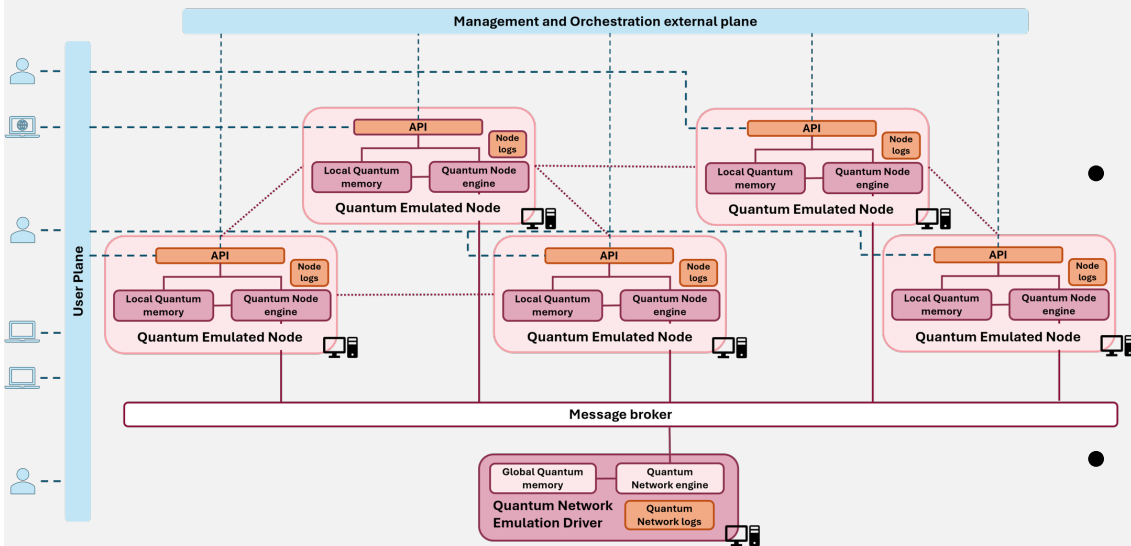 Management and Orchestration external plane
User Plane
API
Node
logs
Local Quantum
memory
Quantum Node
engine
Quantum Emulated Node
API
Node
logs
Local Quantum
memory
Quantum Node
engine
Quantum Emulated Node
API
Node
logs
Local Quantum
memory
Quantum Node
engine
Quantum Emulated Node
API
Node
logs
Local Quantum
memory
Quantum Node
engine
Quantum Emulated Node
API
Node
logs
Local Quantum
memory
Quantum Node
engine
Quantum Emulated Node
Message broker
Global Quantum
memory
Quantum
Network engine
Quantum Network
Emulation Driver
Quantum
Network logs